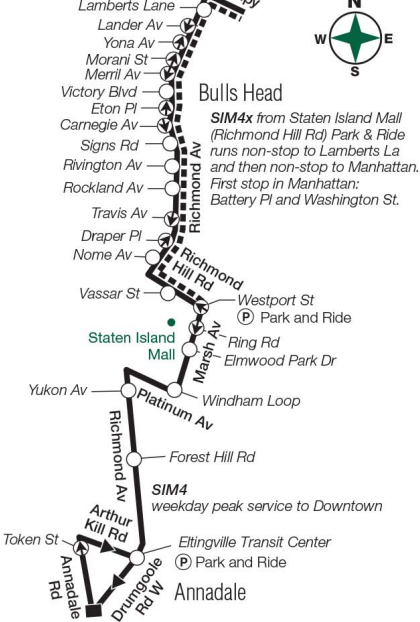 Lamberts Lane
N
W E
S
Lander Av
Yona Av
Morani St
Merril Av
Victory Blvd
Eton Pl
Carnegie Av
Signs Rd
Rivington Av
Rockland Av
Travis Av
Draper Pl
Nome Av
Richmond Av
Bulls Head
SIM4x from Staten Island Mall
(Richmond Hill Rd) Park & Ride
runs non-stop to Lamberts La
and then non-stop to Manhattan.
First stop in Manhattan:
Battery Pl and Washington St.
Richmond
Hill Rd
Vassar St
Westport St
P Park and Ride
Staten Island
Mall
Marsh Av
Ring Rd
Elmwood Park Dr
Yukon Av
Platinum Av
Windham Loop
Richmond Av
Forest Hill Rd
SIM4
weekday peak service to Downtown
Arthur
Kill Rd
Token St
Eltingville Transit Center
P Park and Ride
Annadale
Rd
Drumgoole
Rd W
Annadale